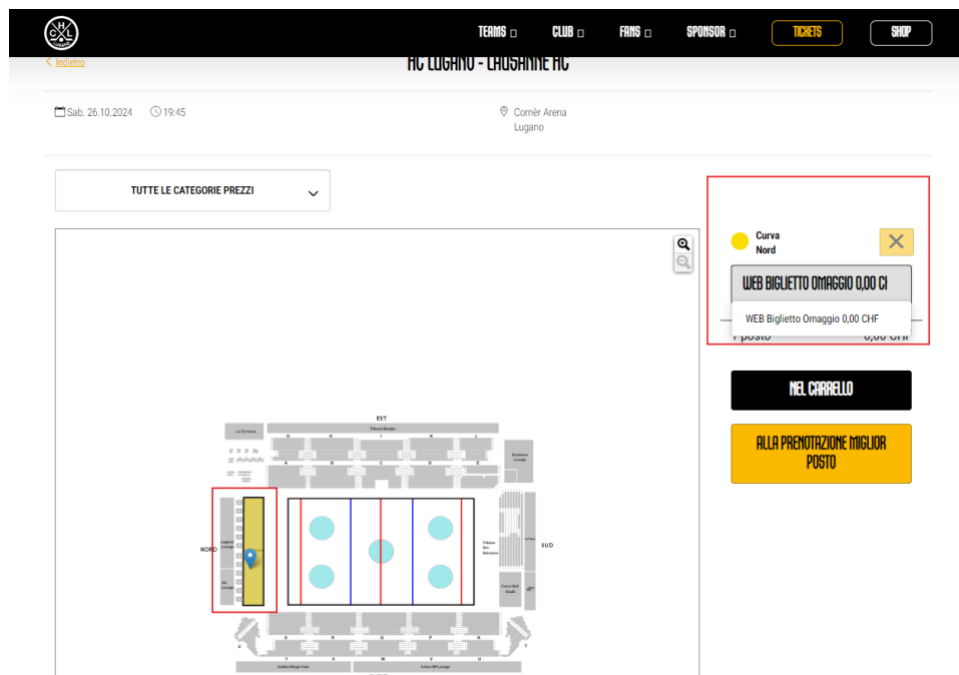 H
C L
LUGANO
TEAMS
CLUB
FANS
SPONSOR
TICKETS
SHOP
Indietro
HC LUGANO - LAUSANNE HC
Sab. 26.10.2024
19:45
Cornèr Arena
Lugano
TUTTE LE CATEGORIE PREZZI
Curva
Nord
WEB BIGLIETTO OMAGGIO 0,00 C
WEB Biglietto Omaggio 0,00 CHF
1 posto
0,00 CHF
NEL CARRELLO
ALLA PRENOTAZIONE MIGLIOR
POSTO
EST
NORD
SUD